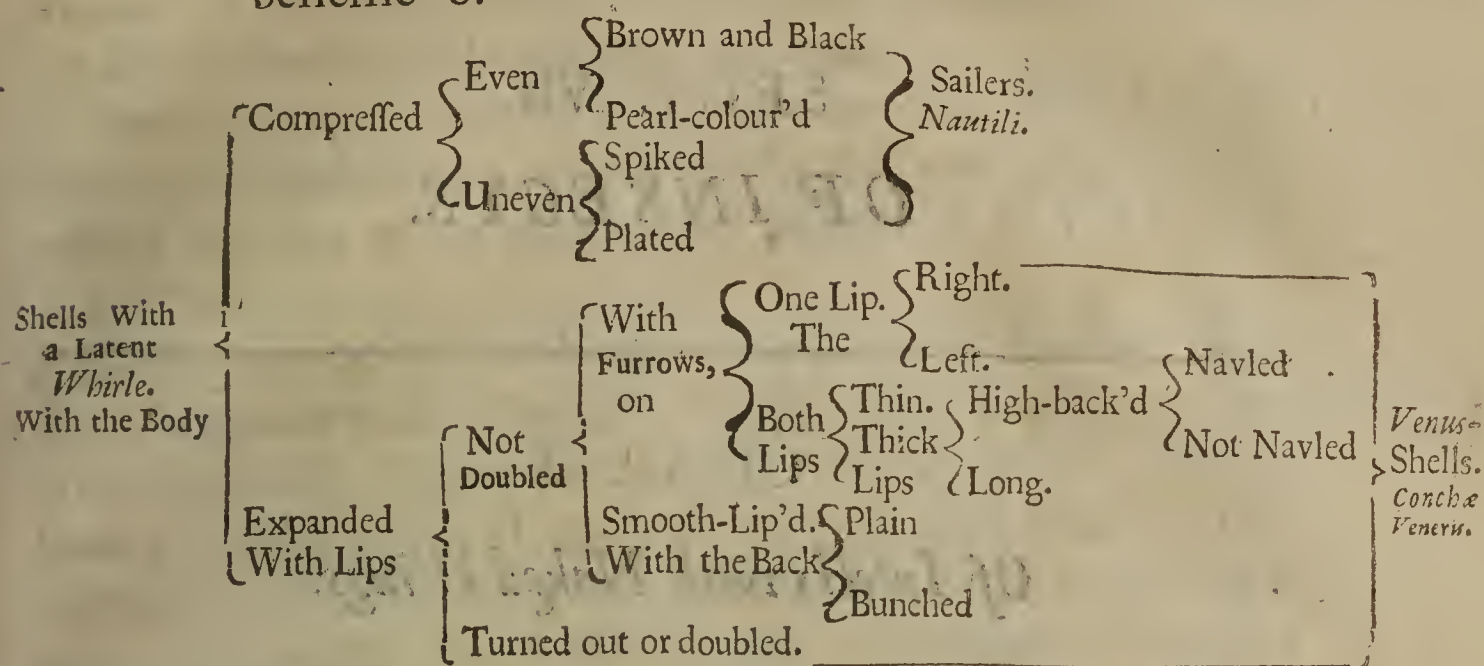 Scheme 8.
Brown and Black
Even
Sailers.
Compreſſed
Pearl-colour'd
Nautili.
Spiked
Uneven
Plated
Shells With
a Latent
Whirle.
With the Body
With
Furrows,
on
One Lip.
The
Right.
Left.
Both
Lips
Thin.
Thick
Lips
High-back'd
Long.
Navled
Not Navled
Venus-
Shells.
Conchæ
Veneris.
Not
Doubled
Expanded
With Lips
Smooth-Lip'd.
With the Back
Plain
Bunched
Turned out or doubled.